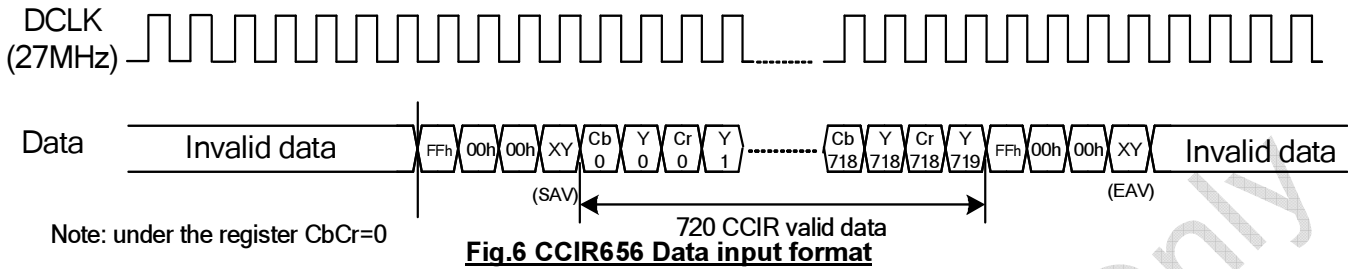 DCLK
(27MHz)
Data
Invalid data
FFh 00h 00h XY Cb 0 Y 0 Cr 0 Y 1 Cb 718 Y 718 Cr 718 Y 719 FFh 00h 00h XY
Invalid data
(SAV)
(EAV)
720 CCIR valid data
Note: under the register CbCr=0
Fig.6 CCIR656 Data input format
only